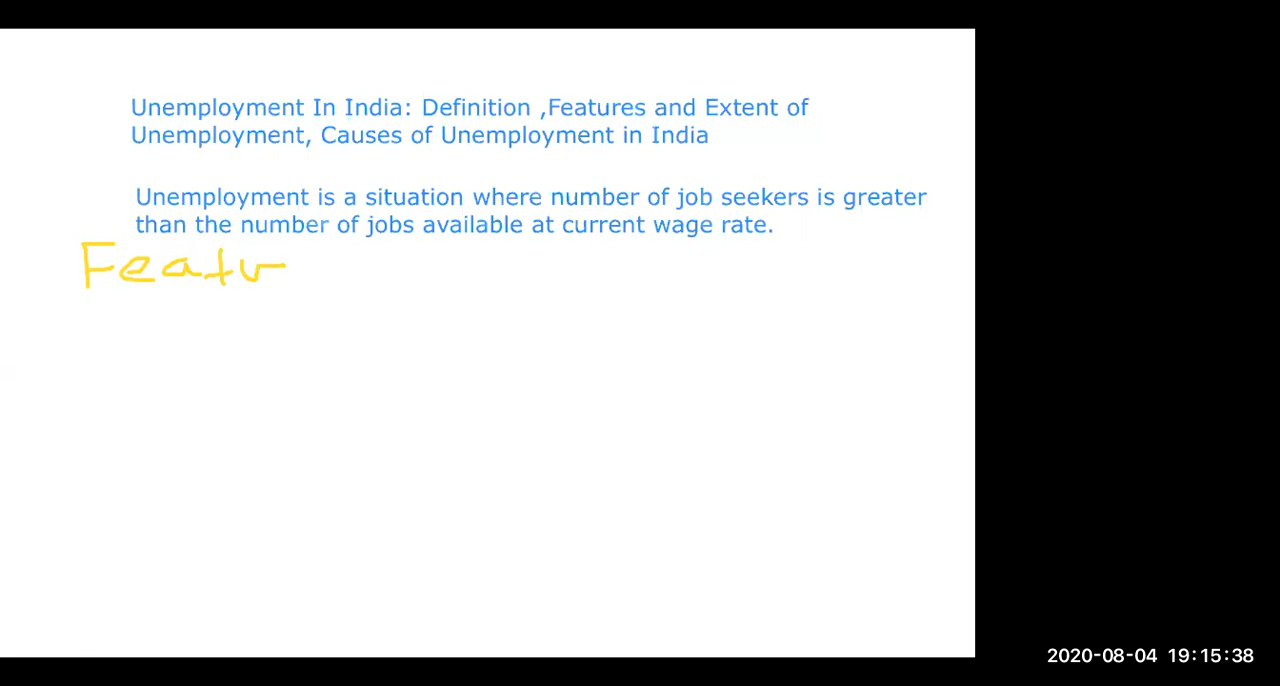 Unemployment In India: Definition ,Features and Extent of
Unemployment, Causes of Unemployment in India
Unemployment is a situation where number of job seekers is greater
than the number of jobs available at current wage rate.
Featu
2020-08-04 19:15:38